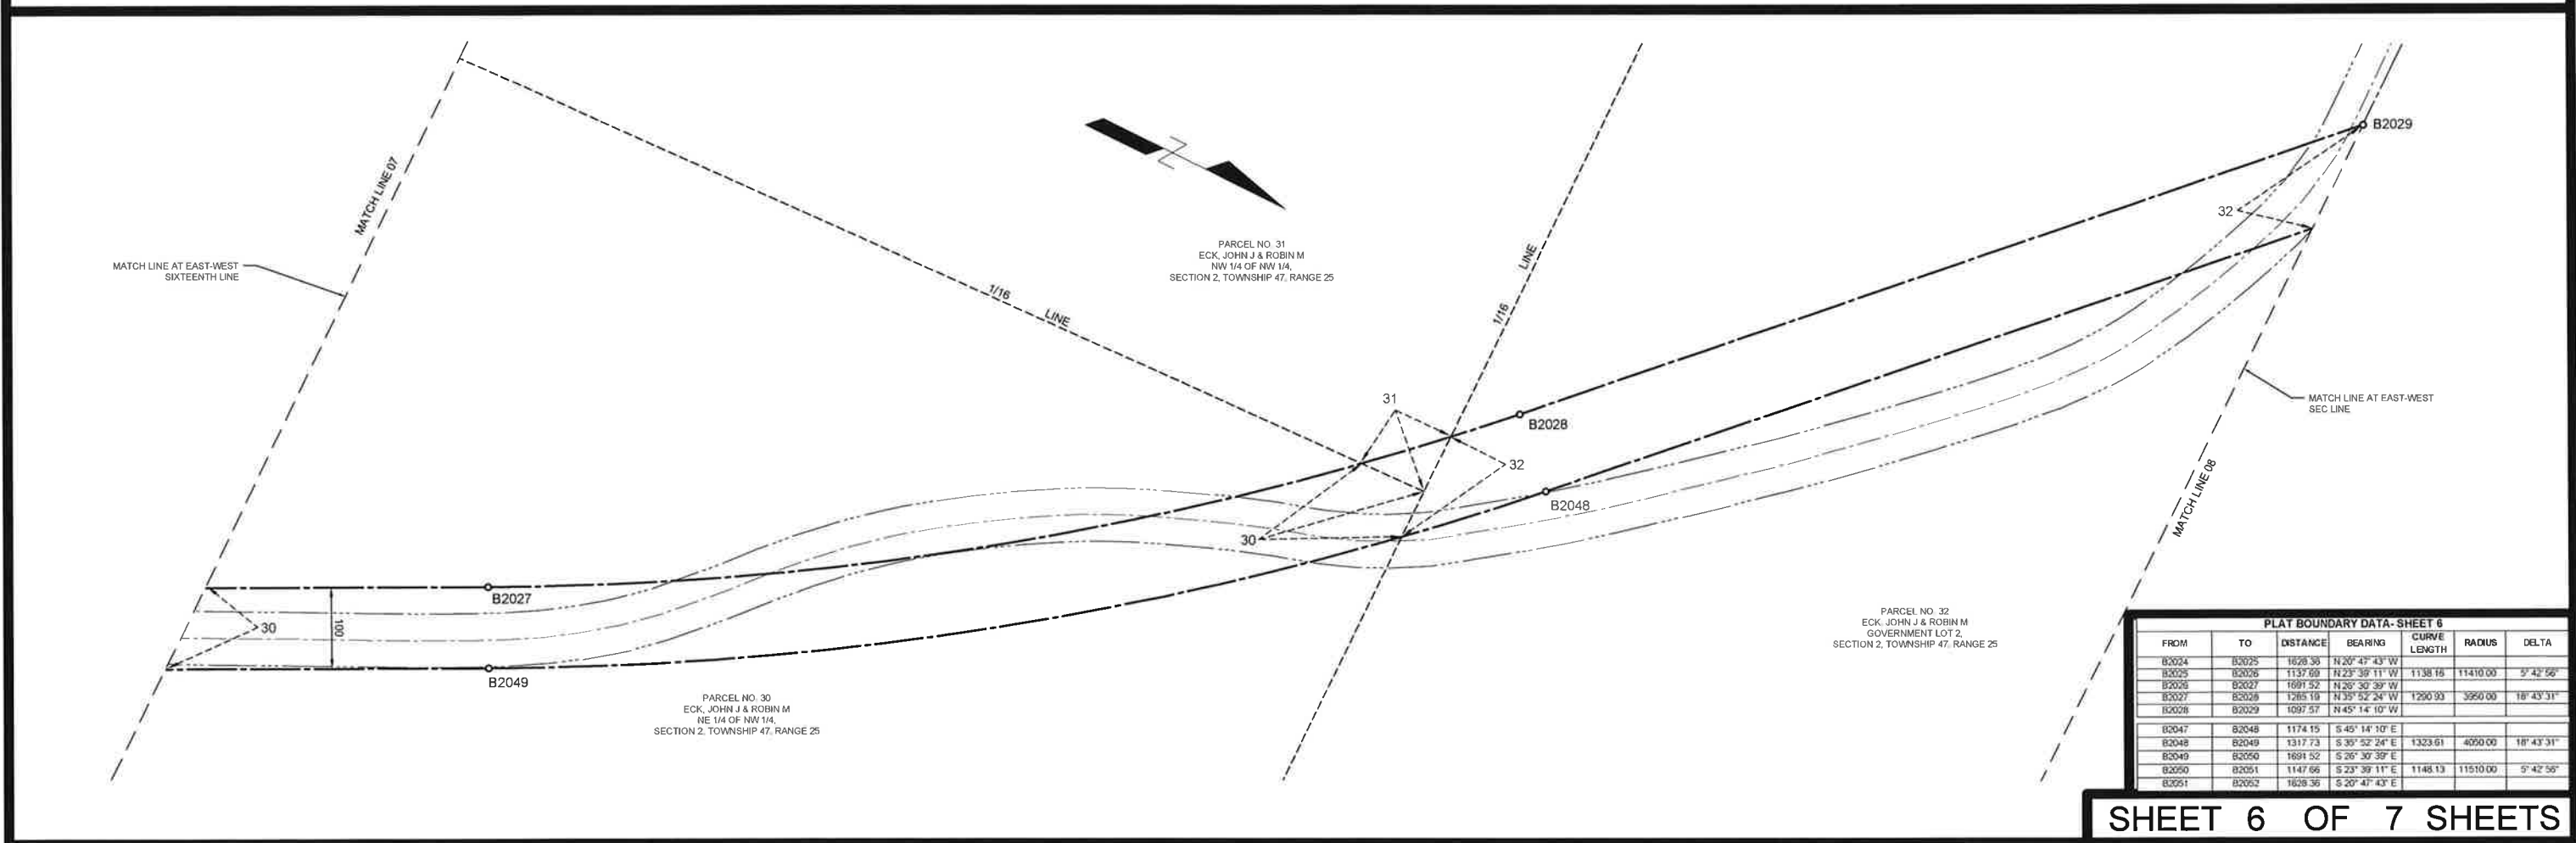 MATCH LINE 07
MATCH LINE AT EAST-WEST
SIXTEENTH LINE
1/16 LINE
PARCEL NO. 31
ECK, JOHN J & ROBIN M
NW 1/4 OF NW 1/4,
SECTION 2, TOWNSHIP 47, RANGE 25
1/16 LINE
B2029
32
31
B2028
32
B2048
30
MATCH LINE AT EAST-WEST
SEC LINE
MATCH LINE 08
B2027
100
30
B2049
PARCEL NO. 30
ECK, JOHN J & ROBIN M
NE 1/4 OF NW 1/4,
SECTION 2, TOWNSHIP 47, RANGE 25
PARCEL NO. 32
ECK, JOHN J & ROBIN M
GOVERNMENT LOT 2,
SECTION 2, TOWNSHIP 47, RANGE 25
PLAT BOUNDARY DATA- SHEET 6
FROM TO DISTANCE BEARING CURVE LENGTH RADIUS DELTA
B2024 B2025 1628.36 N 20° 47' 43" W
B2025 B2026 1137.69 N 23° 39' 11" W 1138.16 11410.00 5° 42' 56"
B2026 B2027 1691.52 N 26° 30' 39" W
B2027 B2028 1285.19 N 35° 52' 24" W 1290.93 3950.00 18° 43' 31"
B2028 B2029 1097.57 N 45° 14' 10" W
B2047 B2048 1174.15 S 45° 14' 10" E
B2048 B2049 1317.73 S 35° 52' 24" E 1323.61 4050.00 18° 43' 31"
B2049 B2050 1691.52 S 26° 30' 39" E
B2050 B2051 1147.66 S 23° 39' 11" E 1148.13 11510.00 5° 42' 56"
B2051 B2052 1628.36 S 20° 47' 43" E
SHEET 6 OF 7 SHEETS